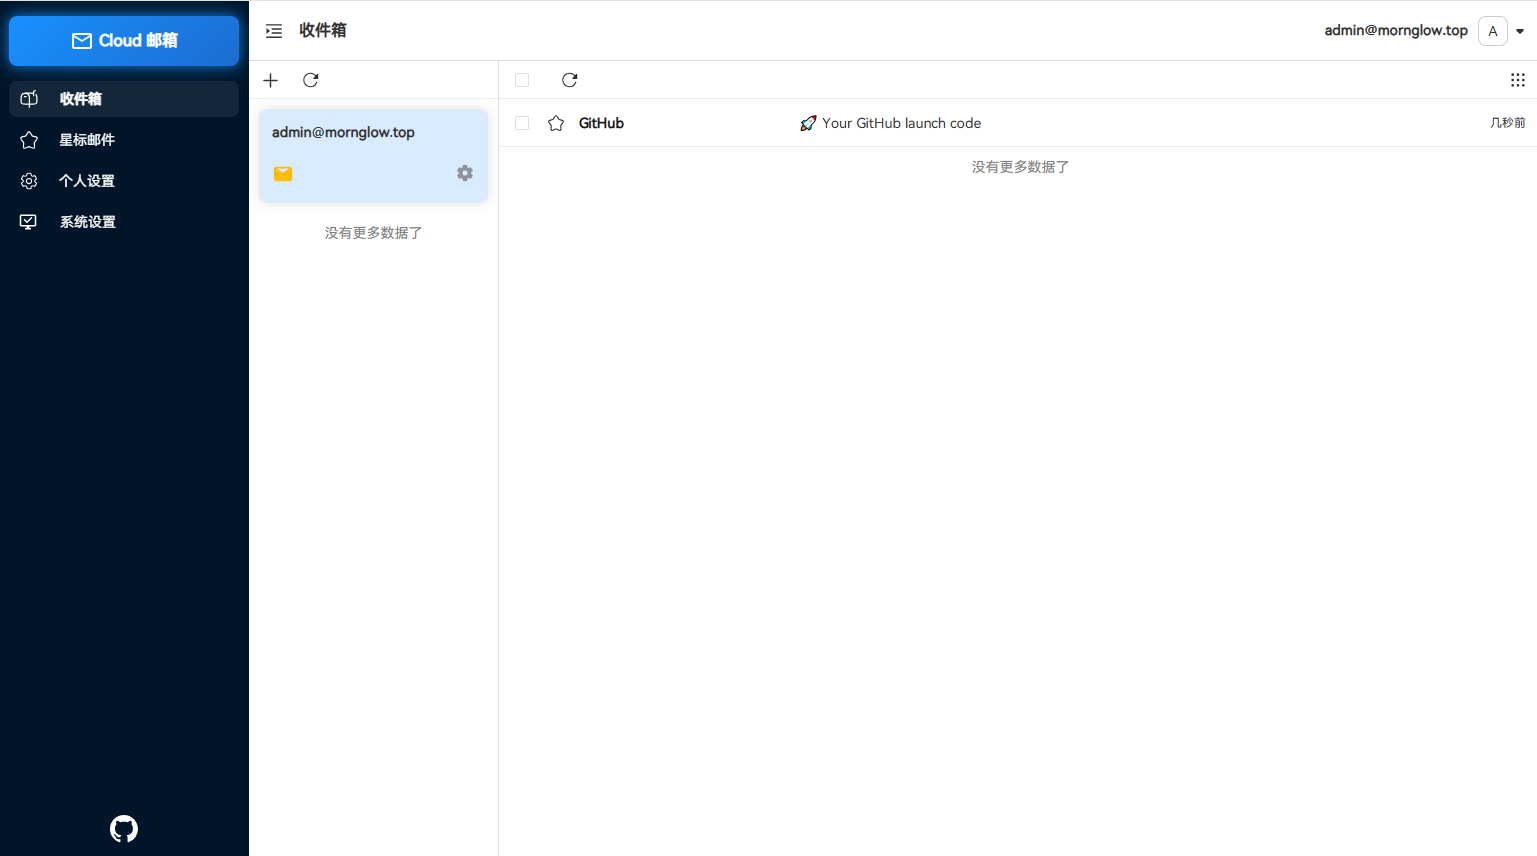 Cloud 邮箱
收件箱
星标邮件
个人设置
系统设置
收件箱
admin@mornglow.top
A
admin@mornglow.top
没有更多数据了
GitHub
🚀 Your GitHub launch code
几秒前
没有更多数据了